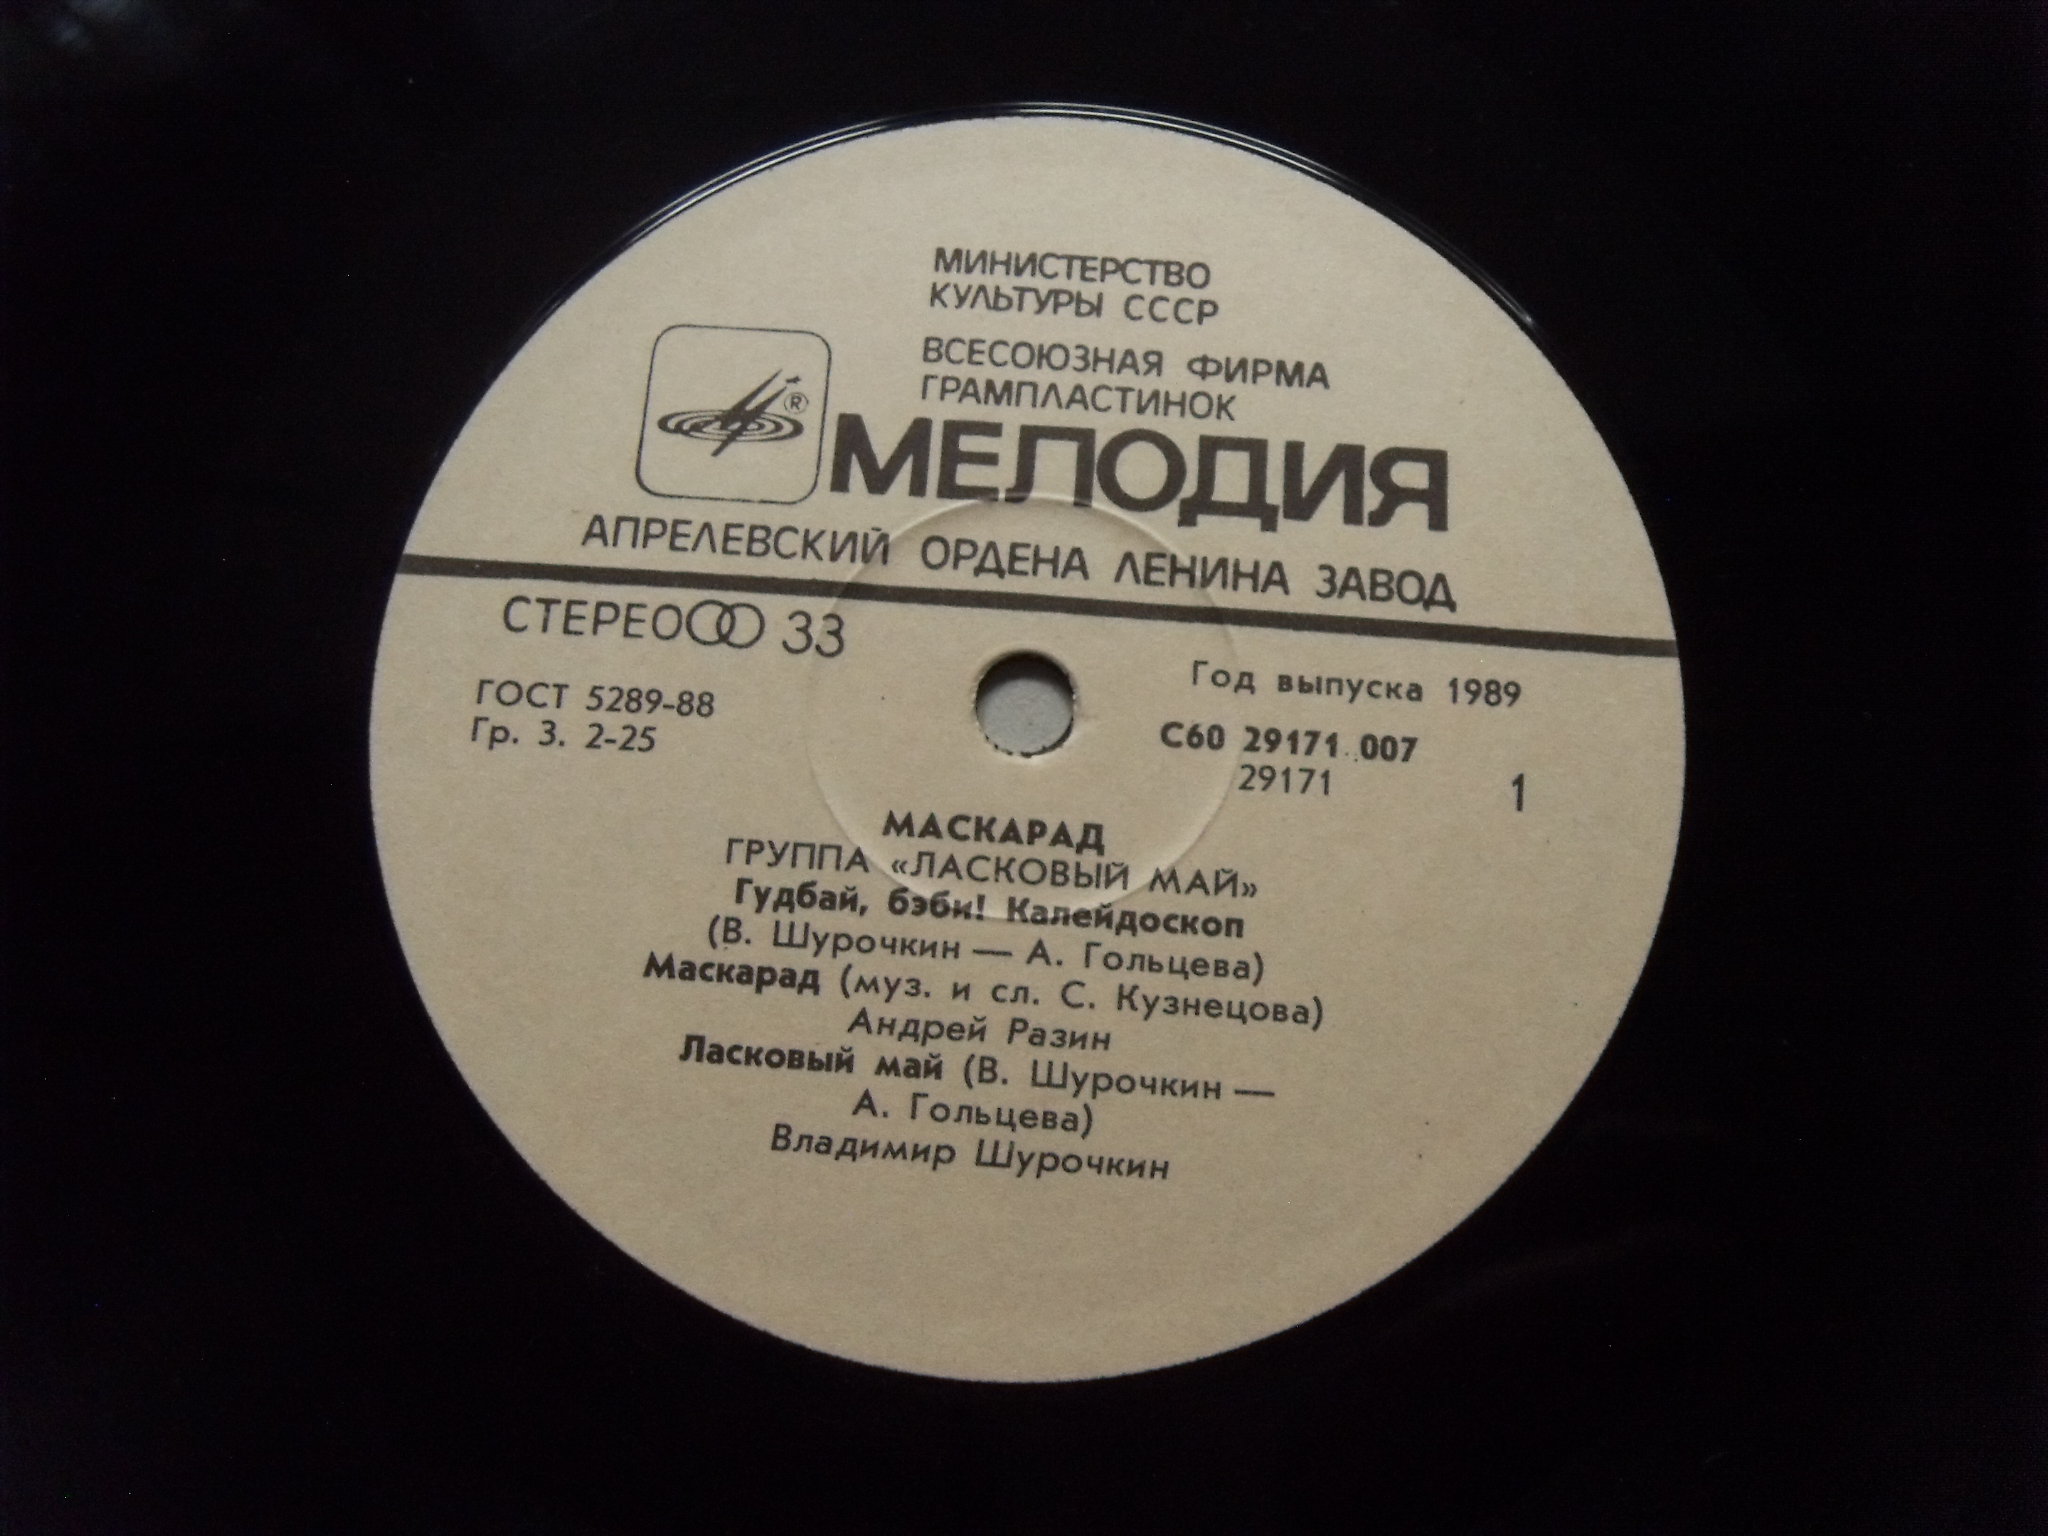 МИНИСТЕРСТВО
КУЛЬТУРЫ СССР
ВСЕСОЮЗНАЯ ФИРМА
ГРАМПЛАСТИНОК
®
МЕЛОДИЯ
АПРЕЛЕВСКИЙ ОРДЕНА ЛЕНИНА ЗАВОД
СТЕРЕО 33
ГОСТ 5289-88
Гр. 3. 2-25
Год выпуска 1989
С60 29171 007
29171
1
МАСКАРАД
ГРУППА «ЛАСКОВЫЙ МАЙ»
Гудбай, бэби! Калейдоскоп
(В. Шурочкин — А. Гольцева)
Маскарад (муз. и сл. С. Кузнецова)
Андрей Разин
Ласковый май (В. Шурочкин —
А. Гольцева)
Владимир Шурочкин